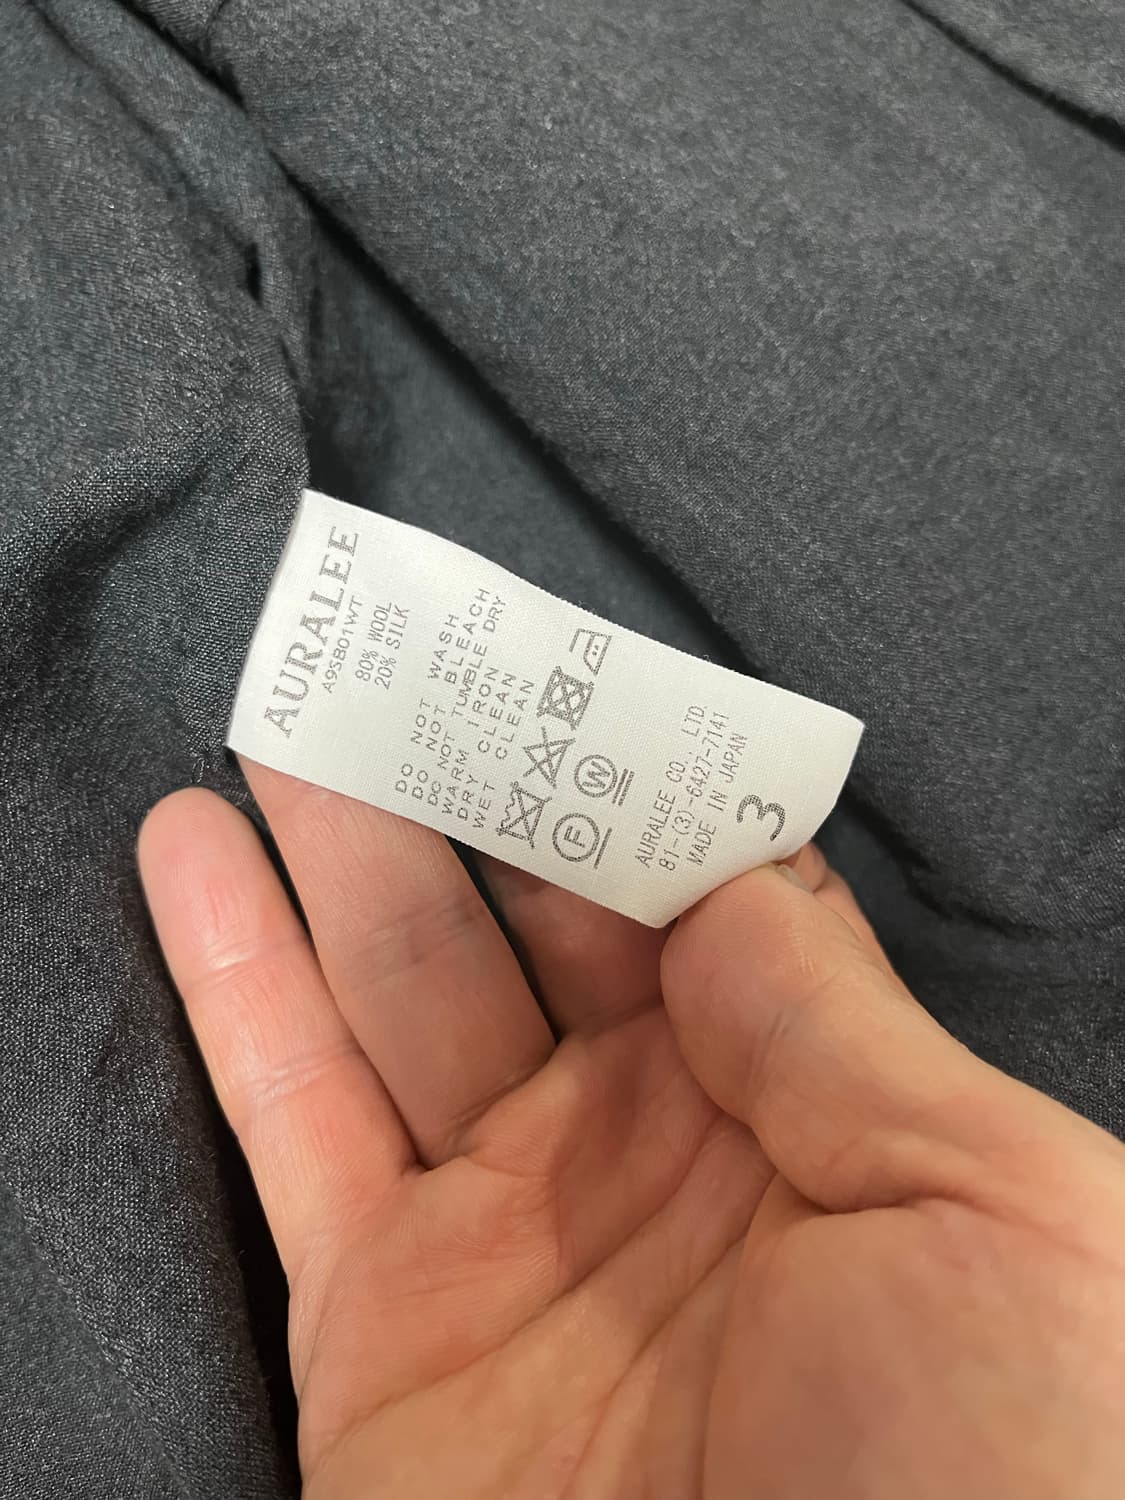 AURALEE
A9SB01WT
80% WOOL
20% SILK
DO NOT WASH
DO NOT BLEACH
DO NOT TUMBLE DRY
WARM IRON
DRY CLEAN
WET CLEAN
F
W
AURALEE CO., LTD.
81-(3)-6427-7141
MADE IN JAPAN
3